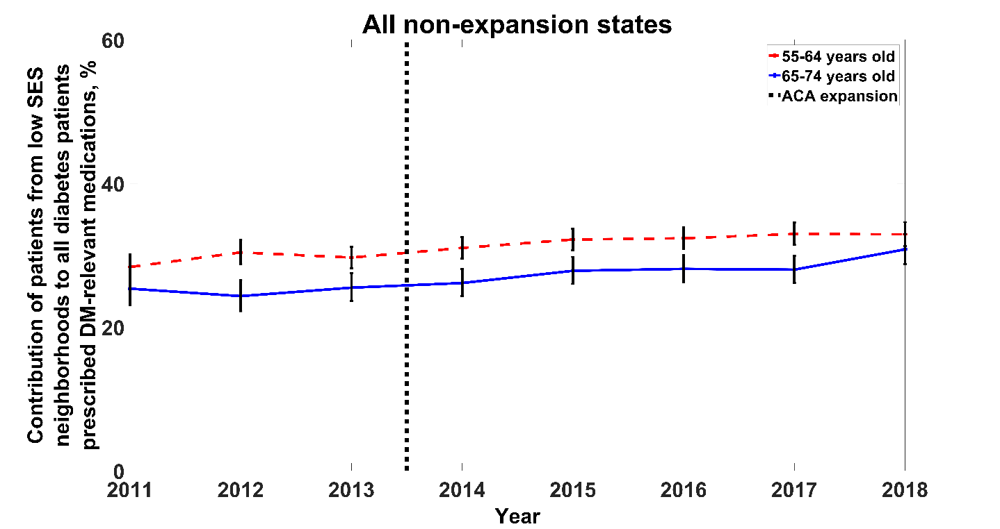 All non-expansion states
Contribution of patients from low SES
neighborhoods to all diabetes patients
prescribed DM-relevant medications, %
60
40
20
0
55-64 years old
65-74 years old
ACA expansion
2011 2012 2013 2014 2015 2016 2017 2018
Year